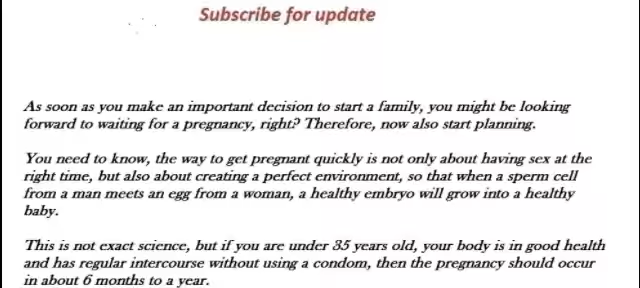 Subscribe for update
As soon as you make an important decision to start a family, you might be looking
forward to waiting for a pregnancy, right? Therefore, now also start planning.
You need to know, the way to get pregnant quickly is not only about having sex at the
right time, but also about creating a perfect environment, so that when a sperm cell
from a man meets an egg from a woman, a healthy embryo will grow into a healthy
baby.
This is not exact science, but if you are under 35 years old, your body is in good health
and has regular intercourse without using a condom, then the pregnancy should occur
in about 6 months to a year.